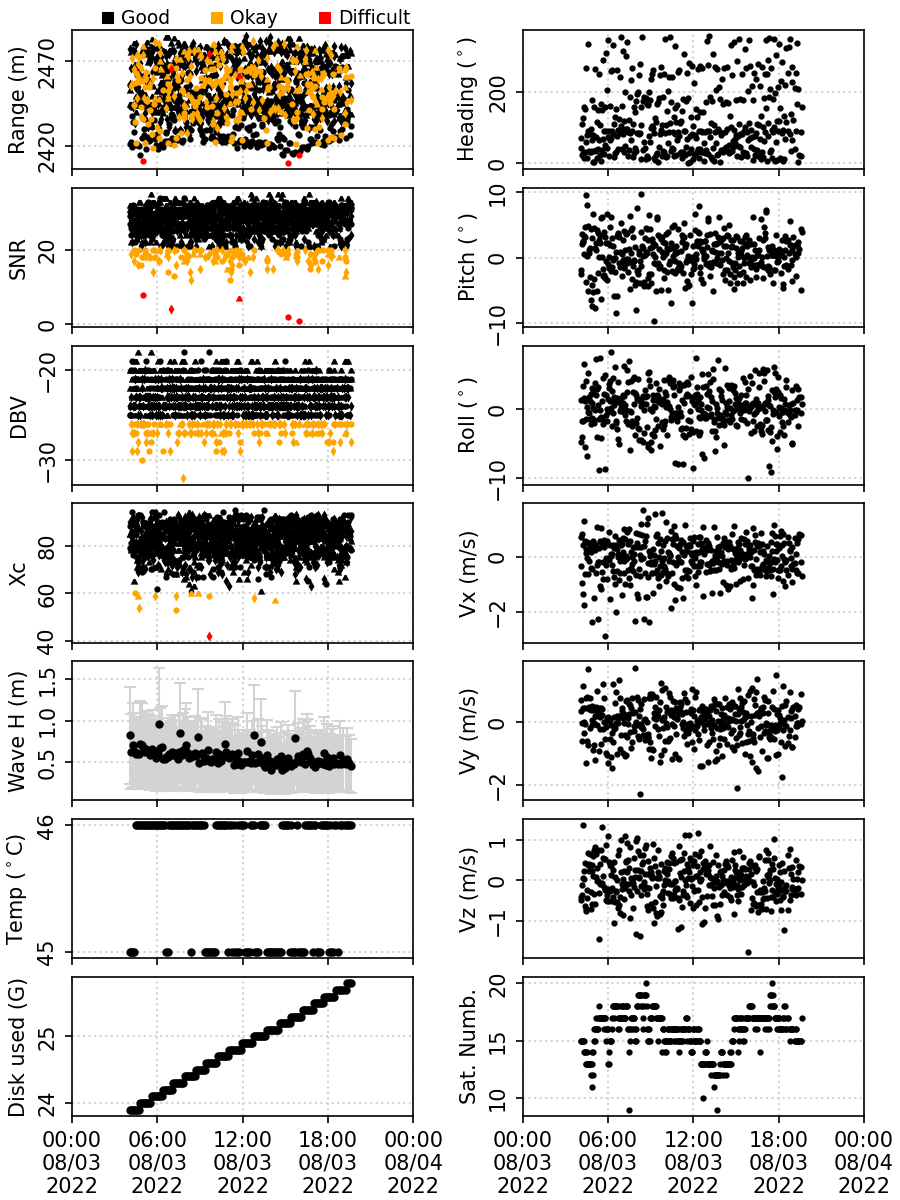 Good Okay Difficult
Range (m)
2470
2420
Heading (°)
200
0
SNR
20
0
Pitch (°)
10
0
−10
DBV
−20
−30
Roll (°)
0
−10
Xc
80
60
40
Vx (m/s)
0
−2
Wave H (m)
1.5
1.0
0.5
Vy (m/s)
0
−2
Temp (°C)
46
45
Vz (m/s)
1
0
−1
Disk used (G)
25
24
Sat. Numb.
20
15
10
00:00 06:00 12:00 18:00 00:00 00:00 06:00 12:00 18:00 00:00
08/03 08/03 08/03 08/03 08/04 08/03 08/03 08/03 08/03 08/04
2022 2022 2022 2022 2022 2022 2022 2022 2022 2022